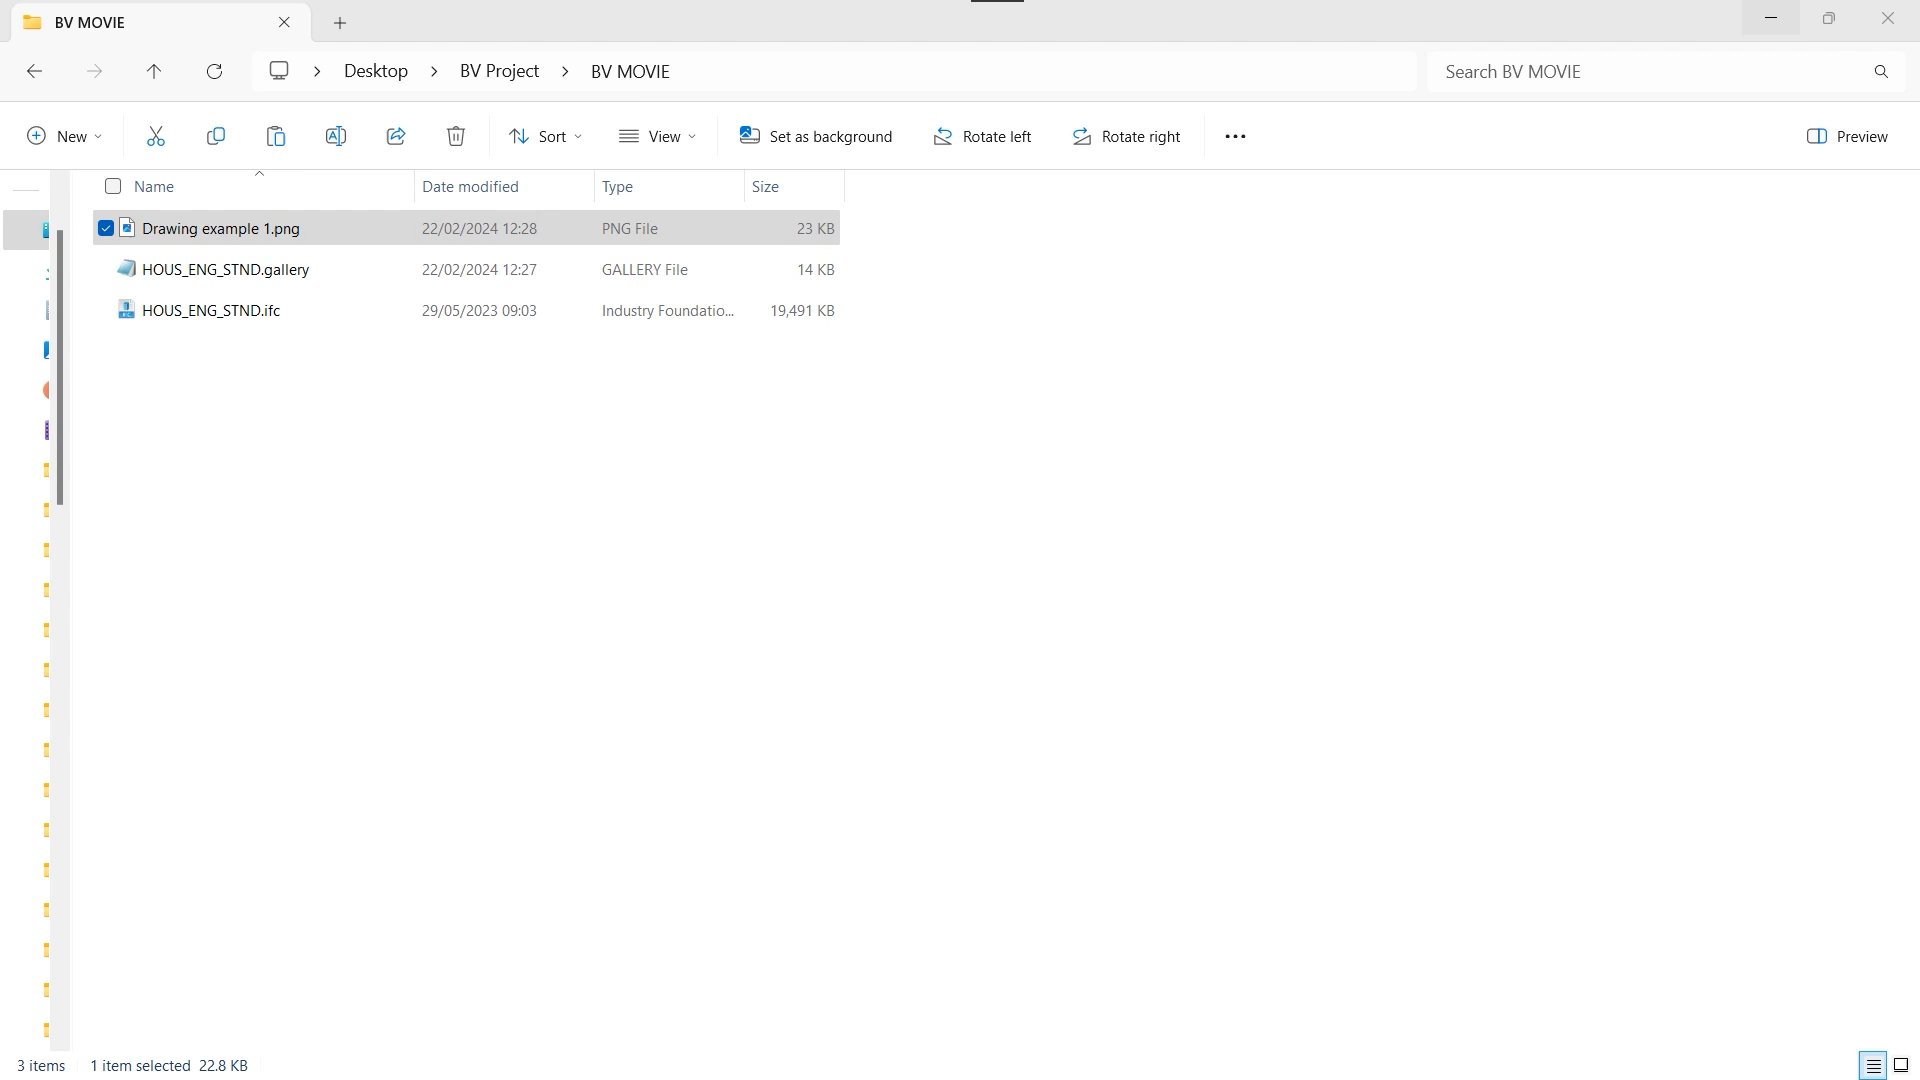 BV MOVIE
Desktop BV Project BV MOVIE Search BV MOVIE
New Sort View Set as background Rotate left Rotate right Preview
Name Date modified Type Size
Drawing example 1.png 22/02/2024 12:28 PNG File 23 KB
HOUS_ENG_STND.gallery 22/02/2024 12:27 GALLERY File 14 KB
HOUS_ENG_STND.ifc 29/05/2023 09:03 Industry Foundatio... 19,491 KB
3 items 1 item selected 22.8 KB